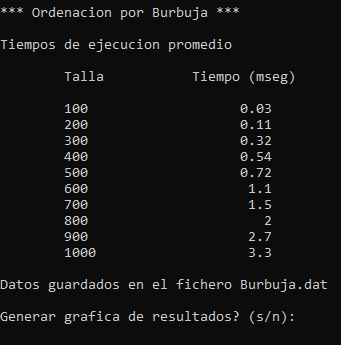 *** Ordenacion por Burbuja ***
Tiempos de ejecucion promedio
Talla Tiempo (mseg)
100 0.03
200 0.11
300 0.32
400 0.54
500 0.72
600 1.1
700 1.5
800 2
900 2.7
1000 3.3
Datos guardados en el fichero Burbuja.dat
Generar grafica de resultados? (s/n):